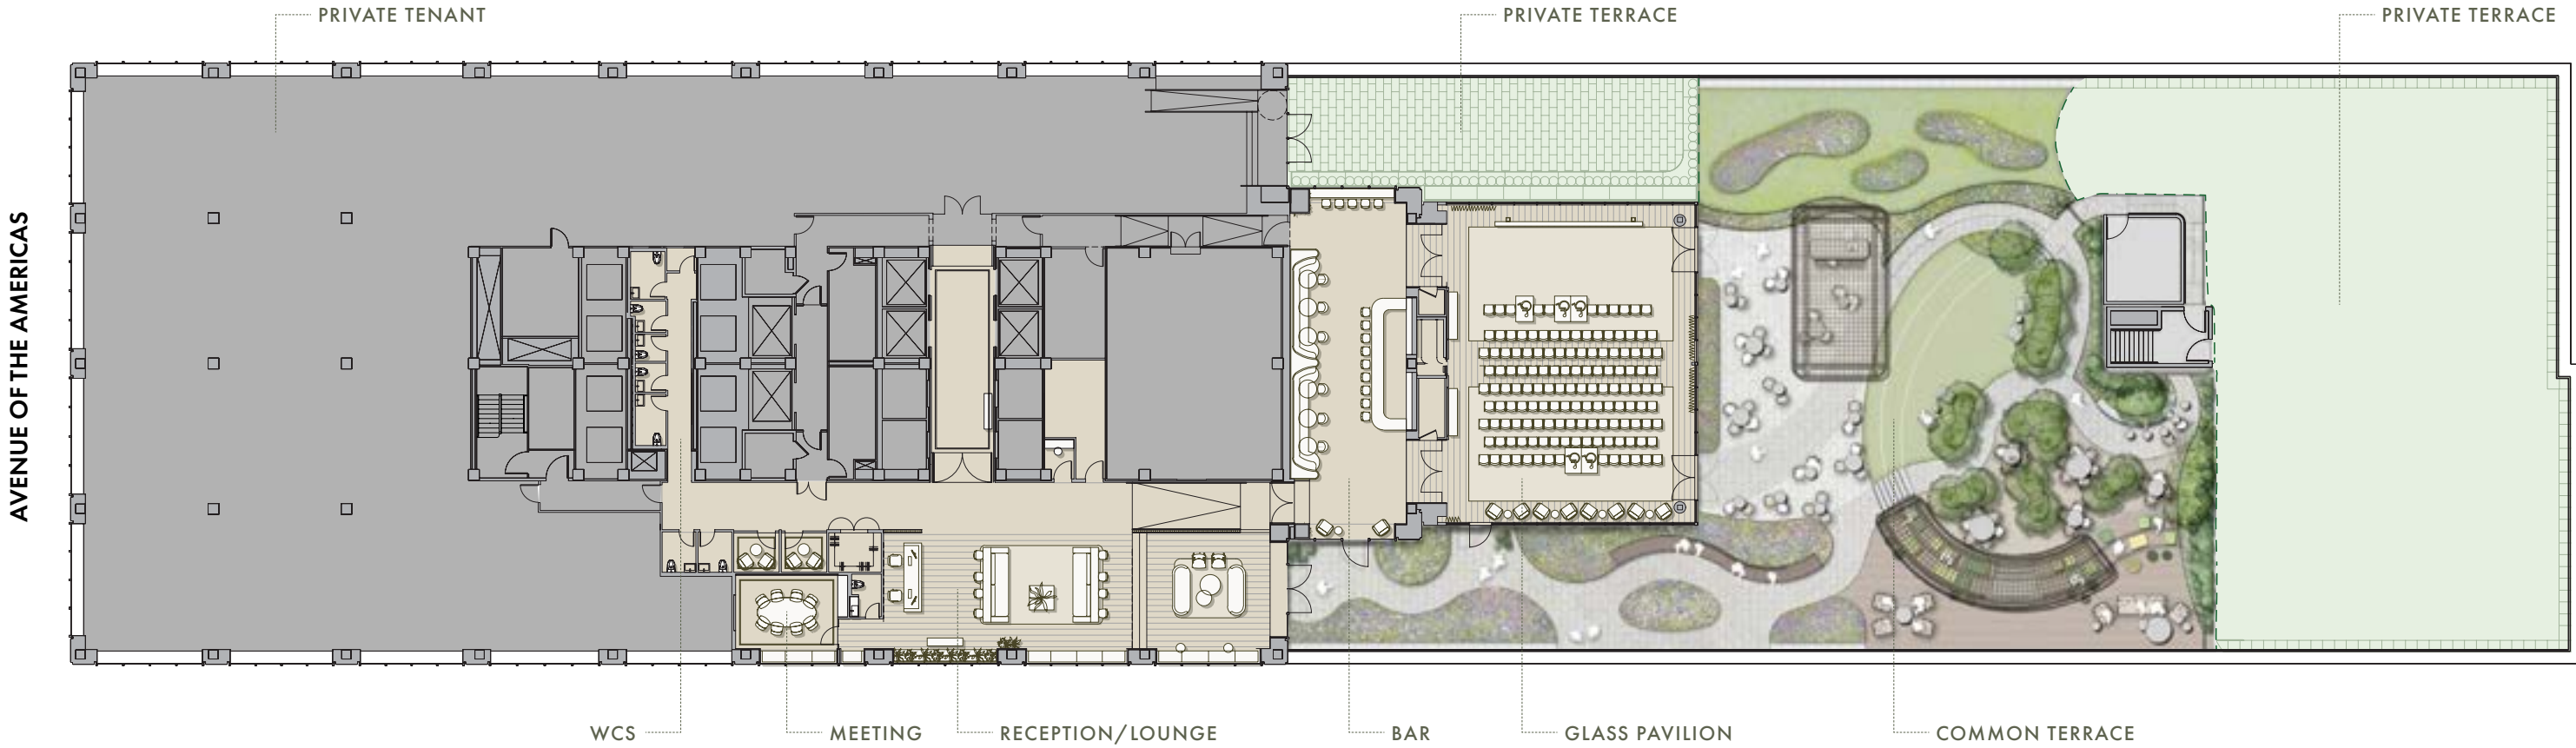 PRIVATE TENANT
PRIVATE TERRACE
PRIVATE TERRACE
AVENUE OF THE AMERICAS
WCS
MEETING
RECEPTION/LOUNGE
BAR
GLASS PAVILION
COMMON TERRACE